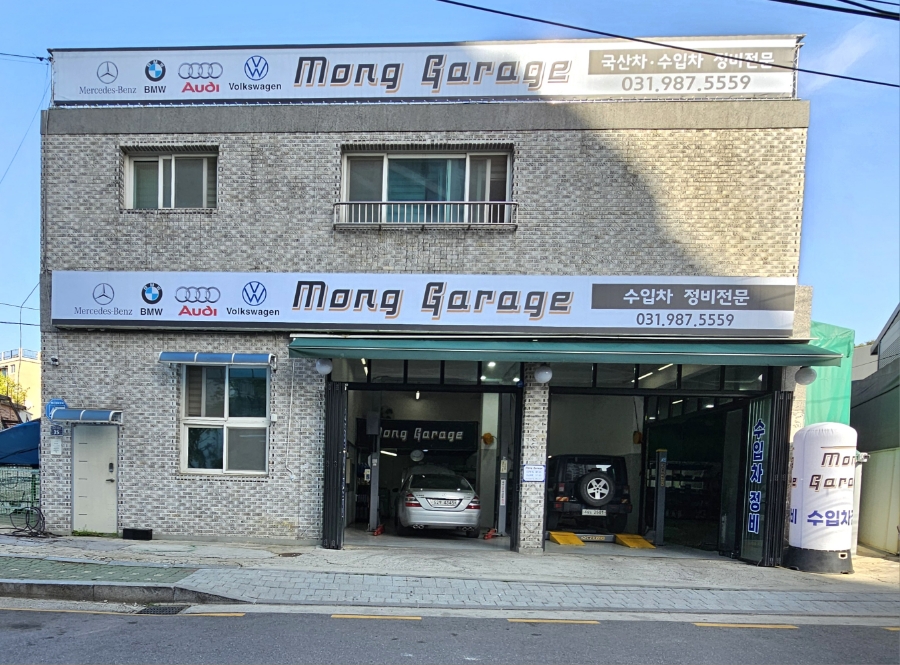 Mong Garage
국산차·수입차 정비전문
031.987.5559
Mercedes-Benz
BMW
Audi
Volkswagen
Mong Garage
수입차 정비전문
031.987.5559
Mercedes-Benz
BMW
Audi
Volkswagen
Mong Garage
수입차 정비
Mong
Garag
수입차